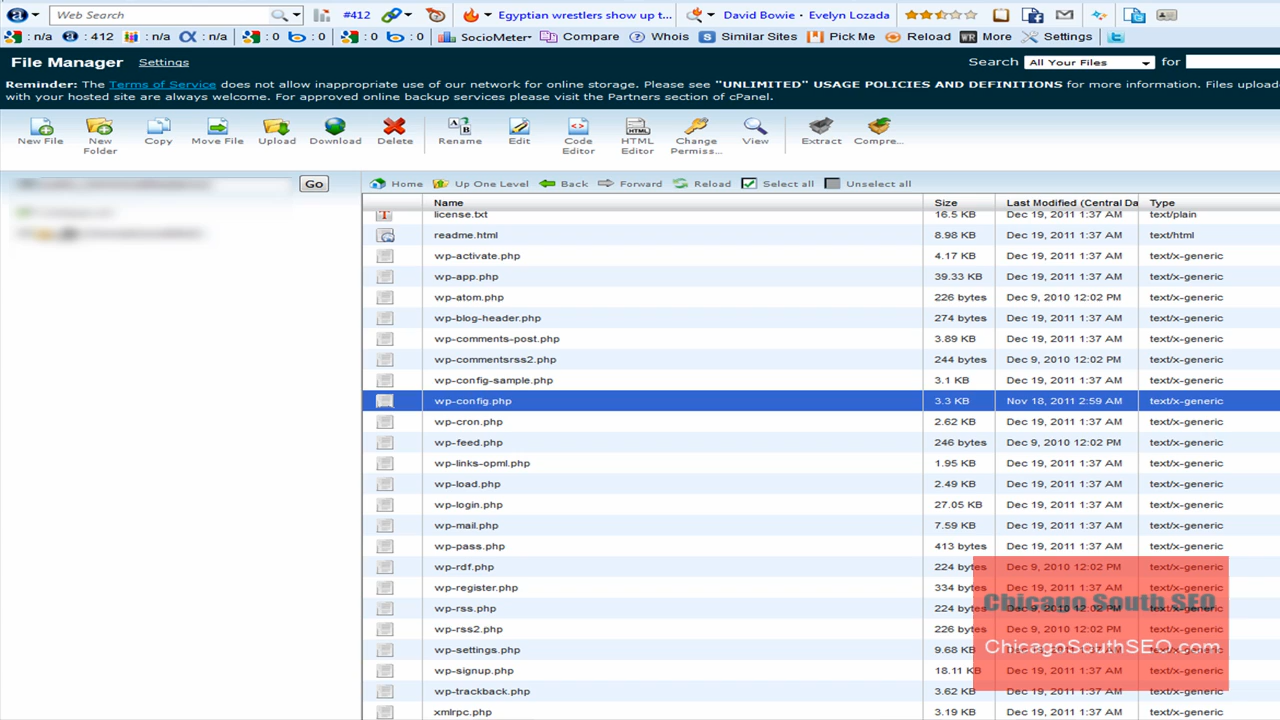 Web Search #412 Egyptian wrestlers show up t... David Bowie · Evelyn Lozada
: n/a : 412 : n/a : n/a : 0 : 0 : 0 : 0 SocioMeter Compare Whois Similar Sites Pick Me Reload WR More Settings
File Manager Settings Search All Your Files for
Reminder: The Terms of Service does not allow inappropriate use of our network for online storage. Please see "UNLIMITED" USAGE POLICIES AND DEFINITIONS for more information. Files upload
with your hosted site are always welcome. For approved online backup services please visit the Partners section of cPanel.
New File New Folder Copy Move File Upload Download Delete Rename Edit Code Editor HTML Editor Change Permiss... View Extract Compre...
Go Home Up One Level Back Forward Reload Select all Unselect all
Name Size Last Modified (Central Da Type
license.txt 16.5 KB Dec 19, 2011 1:37 AM text/plain
readme.html 8.98 KB Dec 19, 2011 1:37 AM text/html
wp-activate.php 4.17 KB Dec 19, 2011 1:37 AM text/x-generic
wp-app.php 39.33 KB Dec 19, 2011 1:37 AM text/x-generic
wp-atom.php 226 bytes Dec 9, 2010 12:02 PM text/x-generic
wp-blog-header.php 274 bytes Dec 9, 2010 12:02 PM text/x-generic
wp-comments-post.php 3.89 KB Dec 19, 2011 1:37 AM text/x-generic
wp-commentsrss2.php 244 bytes Dec 9, 2010 12:02 PM text/x-generic
wp-config-sample.php 3.1 KB Dec 19, 2011 1:37 AM text/x-generic
wp-config.php 3.3 KB Nov 18, 2011 2:59 AM text/x-generic
wp-cron.php 2.62 KB Dec 19, 2011 1:37 AM text/x-generic
wp-feed.php 246 bytes Dec 9, 2010 12:02 PM text/x-generic
wp-links-opml.php 1.95 KB Dec 19, 2011 1:37 AM text/x-generic
wp-load.php 2.49 KB Dec 19, 2011 1:37 AM text/x-generic
wp-login.php 27.05 KB Dec 19, 2011 1:37 AM text/x-generic
wp-mail.php 7.59 KB Dec 19, 2011 1:37 AM text/x-generic
wp-pass.php 413 bytes Dec 19, 2011 1:37 AM text/x-generic
wp-rdf.php 224 bytes Dec 9, 2010 12:02 PM text/x-generic
wp-register.php 334 bytes Dec 19, 2011 1:37 AM text/x-generic
wp-rss.php 224 bytes Dec 9, 2010 12:02 PM text/x-generic
Chicago South SEO
wp-rss2.php 226 bytes Dec 9, 2010 12:02 PM text/x-generic
wp-settings.php 9.68 KB Dec 19, 2011 1:37 AM text/x-generic
ChicagoSouthSEO.com
wp-signup.php 18.11 KB Dec 19, 2011 1:37 AM text/x-generic
wp-trackback.php 3.62 KB Dec 19, 2011 1:37 AM text/x-generic
xmlrpc.php 3.19 KB Dec 19, 2011 1:37 AM text/x-generic